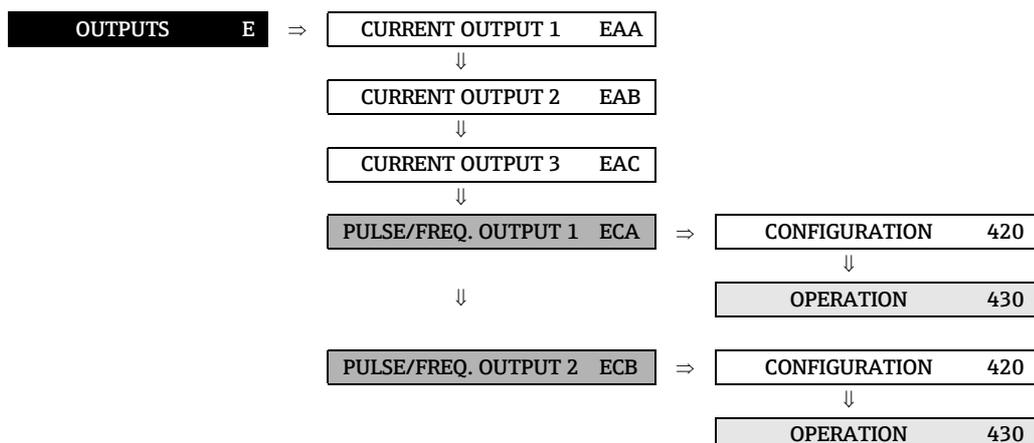 OUTPUTS E ⇒ CURRENT OUTPUT 1 EAA
⇓
CURRENT OUTPUT 2 EAB
⇓
CURRENT OUTPUT 3 EAC
⇓
PULSE/FREQ. OUTPUT 1 ECA ⇒ CONFIGURATION 420
⇓
⇓ OPERATION 430
PULSE/FREQ. OUTPUT 2 ECB ⇒ CONFIGURATION 420
⇓
OPERATION 430